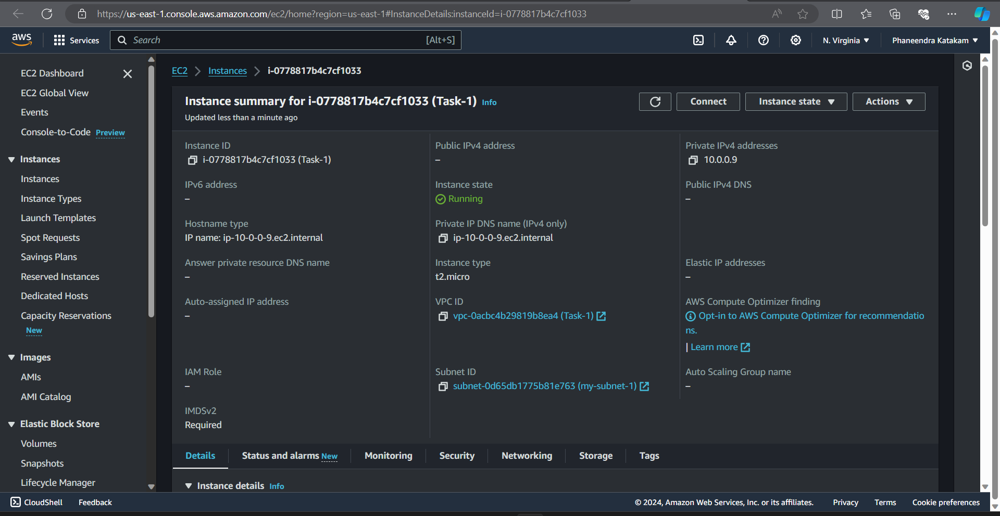 https://us-east-1.console.aws.amazon.com/ec2/home?region=us-east-1#InstanceDetails:instanceId=i-0778817b4c7cf1033
aws
Services
Search
[Alt+S]
N. Virginia
Phaneendra Katakam
EC2 Dashboard
EC2 Global View
Events
Console-to-Code Preview
Instances
Instances
Instance Types
Launch Templates
Spot Requests
Savings Plans
Reserved Instances
Dedicated Hosts
Capacity Reservations
New
Images
AMIs
AMI Catalog
Elastic Block Store
Volumes
Snapshots
Lifecycle Manager
EC2 > Instances > i-0778817b4c7cf1033
Instance summary for i-0778817b4c7cf1033 (Task-1) Info
Updated less than a minute ago
Connect
Instance state
Actions
Instance ID
i-0778817b4c7cf1033 (Task-1)
Public IPv4 address
–
Private IPv4 addresses
10.0.0.9
IPv6 address
–
Instance state
Running
Public IPv4 DNS
–
Hostname type
IP name: ip-10-0-0-9.ec2.internal
Private IP DNS name (IPv4 only)
ip-10-0-0-9.ec2.internal
Answer private resource DNS name
–
Instance type
t2.micro
Elastic IP addresses
–
Auto-assigned IP address
–
VPC ID
vpc-0acbc4b29819b8ea4 (Task-1)
AWS Compute Optimizer finding
Opt-in to AWS Compute Optimizer for recommendatio
ns.
| Learn more
IAM Role
–
Subnet ID
subnet-0d65db1775b81e763 (my-subnet-1)
Auto Scaling Group name
–
IMDSv2
Required
Details
Status and alarms New
Monitoring
Security
Networking
Storage
Tags
Instance details Info
CloudShell
Feedback
© 2024, Amazon Web Services, Inc. or its affiliates.
Privacy
Terms
Cookie preferences